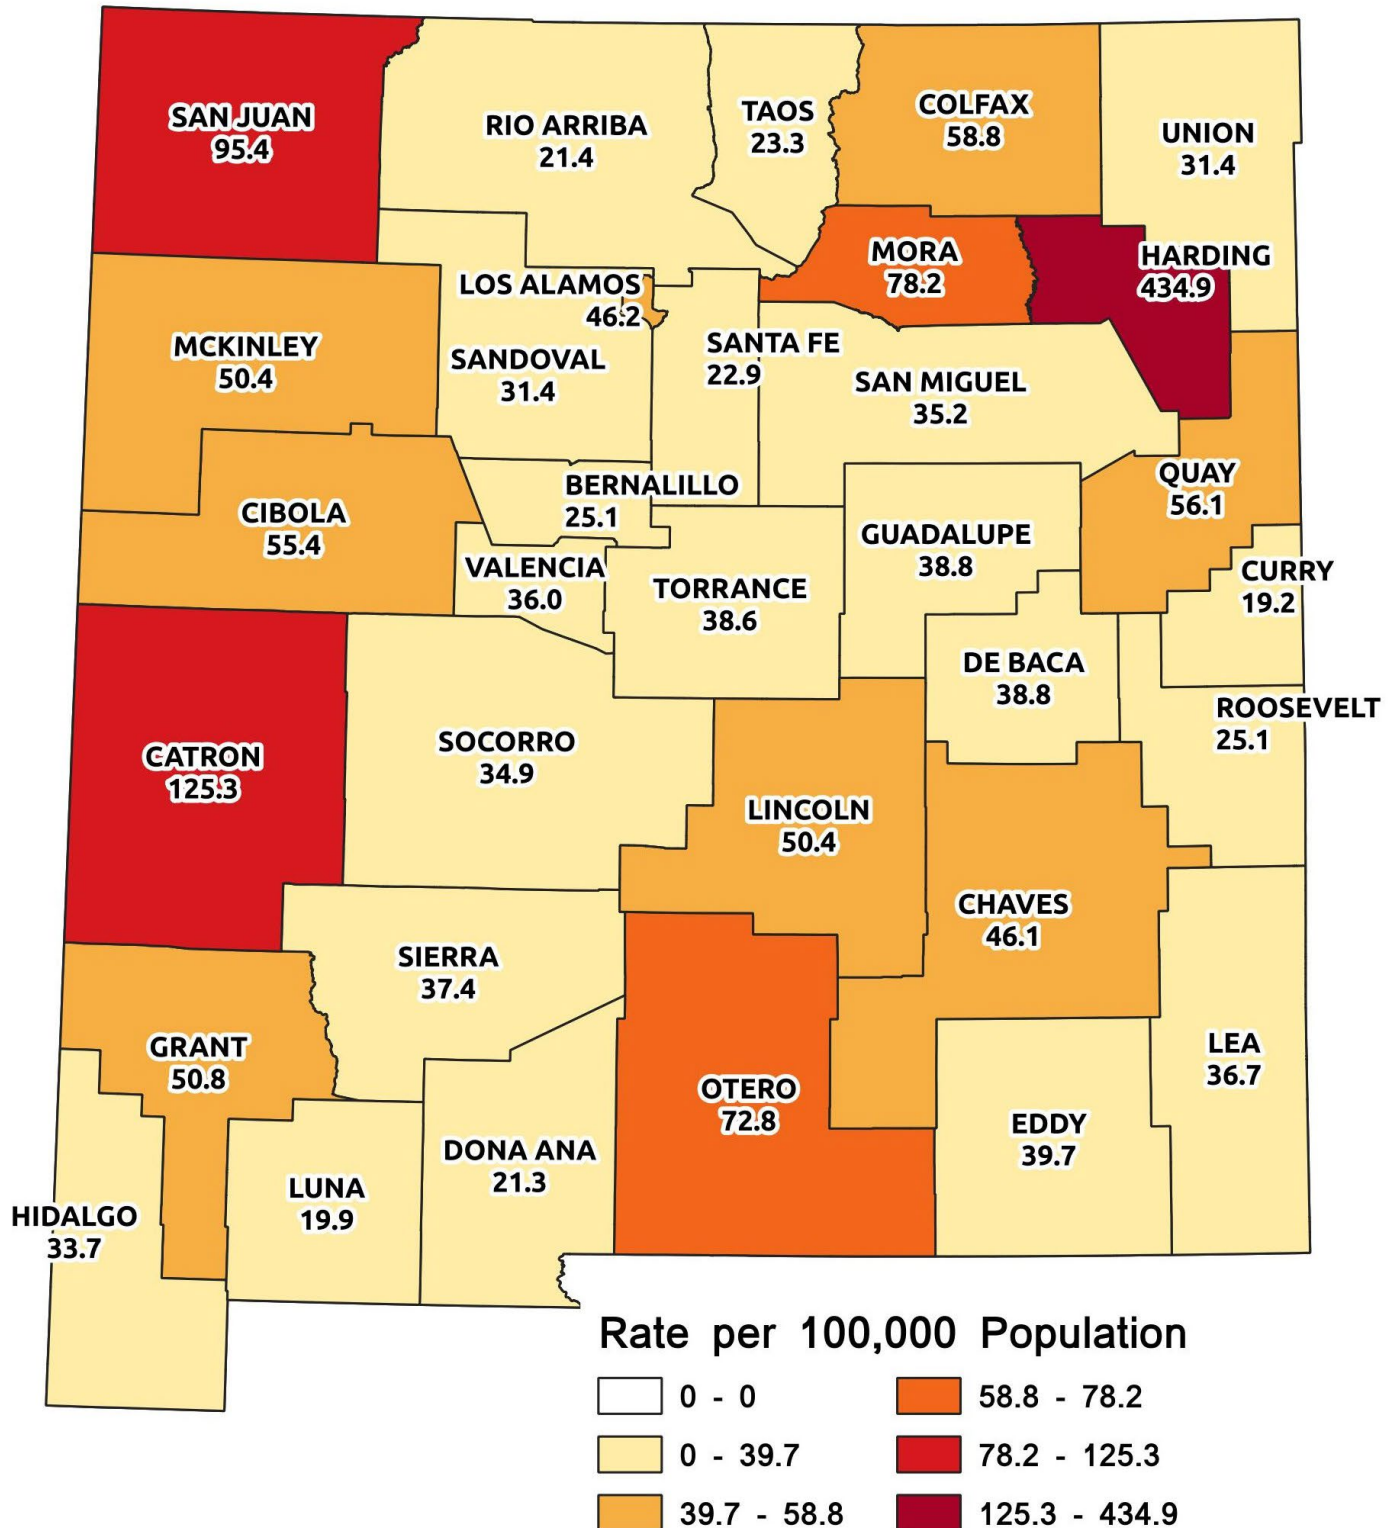 SAN JUAN
95.4
RIO ARRIBA
21.4
TAOS
23.3
COLFAX
58.8
UNION
31.4
MORA
78.2
HARDING
434.9
LOS ALAMOS
46.2
MCKINLEY
50.4
SANDOVAL
31.4
SANTA FE
22.9
SAN MIGUEL
35.2
QUAY
56.1
CIBOLA
55.4
BERNALILLO
25.1
GUADALUPE
38.8
VALENCIA
36.0
TORRANCE
38.6
CURRY
19.2
DE BACA
38.8
ROOSEVELT
25.1
CATRON
125.3
SOCORRO
34.9
LINCOLN
50.4
CHAVES
46.1
SIERRA
37.4
GRANT
50.8
LEA
36.7
OTERO
72.8
EDDY
39.7
DONA ANA
21.3
LUNA
19.9
HIDALGO
33.7
Rate per 100,000 Population
0 - 0
0 - 39.7
39.7 - 58.8
58.8 - 78.2
78.2 - 125.3
125.3 - 434.9